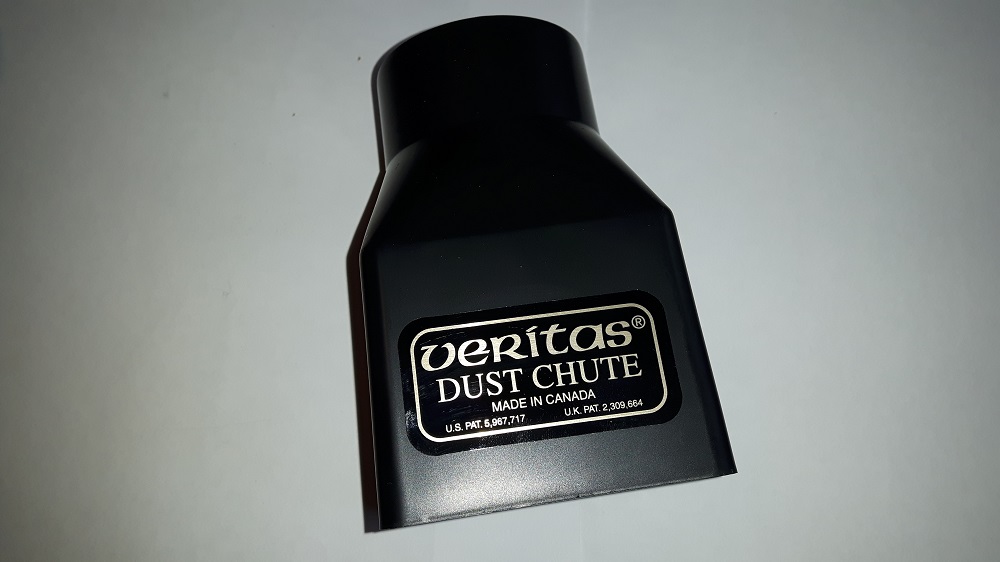 veritas®
DUST CHUTE
MADE IN CANADA
U.S. PAT. 5,967,717 U.K. PAT. 2,309,664